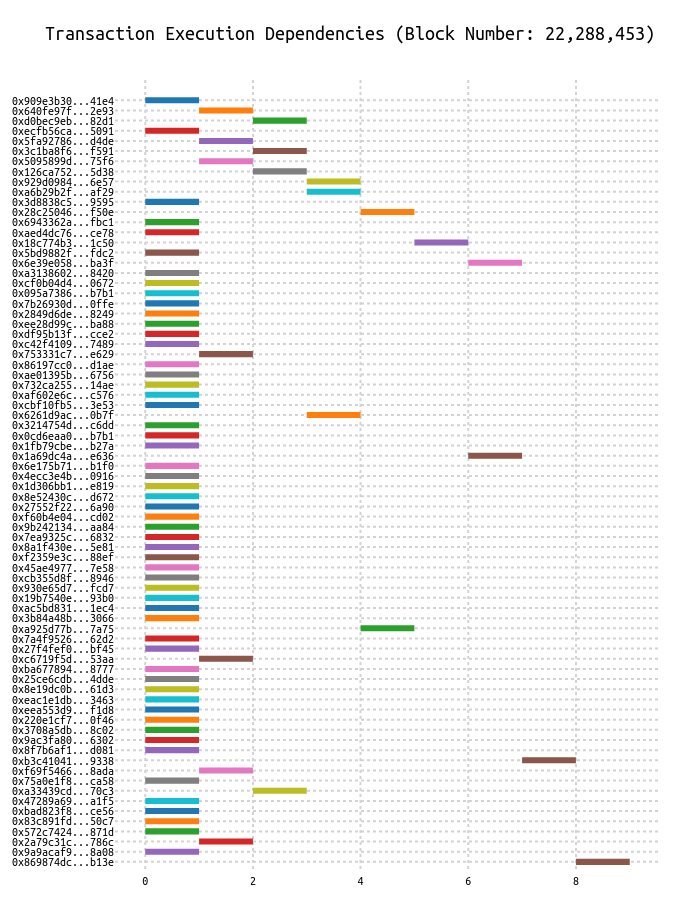 Transaction Execution Dependencies (Block Number: 22,288,453)
0x909e3b30...41e4
0x640fe97f...2e93
0xd0bec9eb...82d1
0xecfb56ca...5091
0x5fa92786...d4de
0x3c1ba8f6...f591
0x5095899d...75f6
0x126ca752...5d38
0x929d0984...6e57
0xa6b29b2f...af29
0x3d8838c5...9595
0x28c25046...f50e
0x6943362a...fbc1
0xaed4dc76...ce78
0x18c774b3...1c50
0x5bd9882f...fdc2
0x6e39e058...ba3f
0xa3138602...8420
0xcf0b04d4...0672
0x095a7386...b7b1
0x7b26930d...0ffe
0x2849d6de...8249
0xee28d99c...ba88
0xdf95b13f...cce2
0xc42f4109...7489
0x753331c7...e629
0x86197cc0...d1ae
0xae01395b...6756
0x732ca255...14ae
0xaf602e6c...c576
0xcbf10fb5...3e53
0x6261d9ac...0b7f
0x3214754d...c6dd
0x0cd6eaa0...b7b1
0x1fb79cbe...b27a
0x1a69dc4a...e636
0x6e175b71...b1f0
0x4ecc3e4b...0916
0x1d306bb1...e819
0x8e52430c...d672
0x27552f22...6a90
0xf60b4e04...cd02
0x9b242134...aa84
0x7ea9325c...6832
0x8a1f430e...5e81
0xf2359e3c...88ef
0x45ae4977...7e58
0xcb355d8f...8946
0x930e65d7...fcd7
0x19b7540e...93b0
0xac5bd831...1ec4
0x3b84a48b...3066
0xa925d77b...7a75
0x7a4f9526...62d2
0x27f4fef0...bf45
0xc6719f5d...53aa
0xba677894...8777
0x25ce6cdb...4dde
0x8e19dc0b...61d3
0xeac1e1db...3463
0xeea553d9...f1d8
0x220e1cf7...0f46
0x3708a5db...8c02
0x9ac3fa80...6302
0x8f7b6af1...d081
0xb3c41041...9338
0xf69f5466...8ada
0x75a0e1f8...ca58
0xa33439cd...70c3
0x47289a69...a1f5
0xbad823f8...ce56
0x83c891fd...50c7
0x572c7424...871d
0x2a79c31c...786c
0x9a9acaf9...8a08
0x869874dc...b13e
0 2 4 6 8